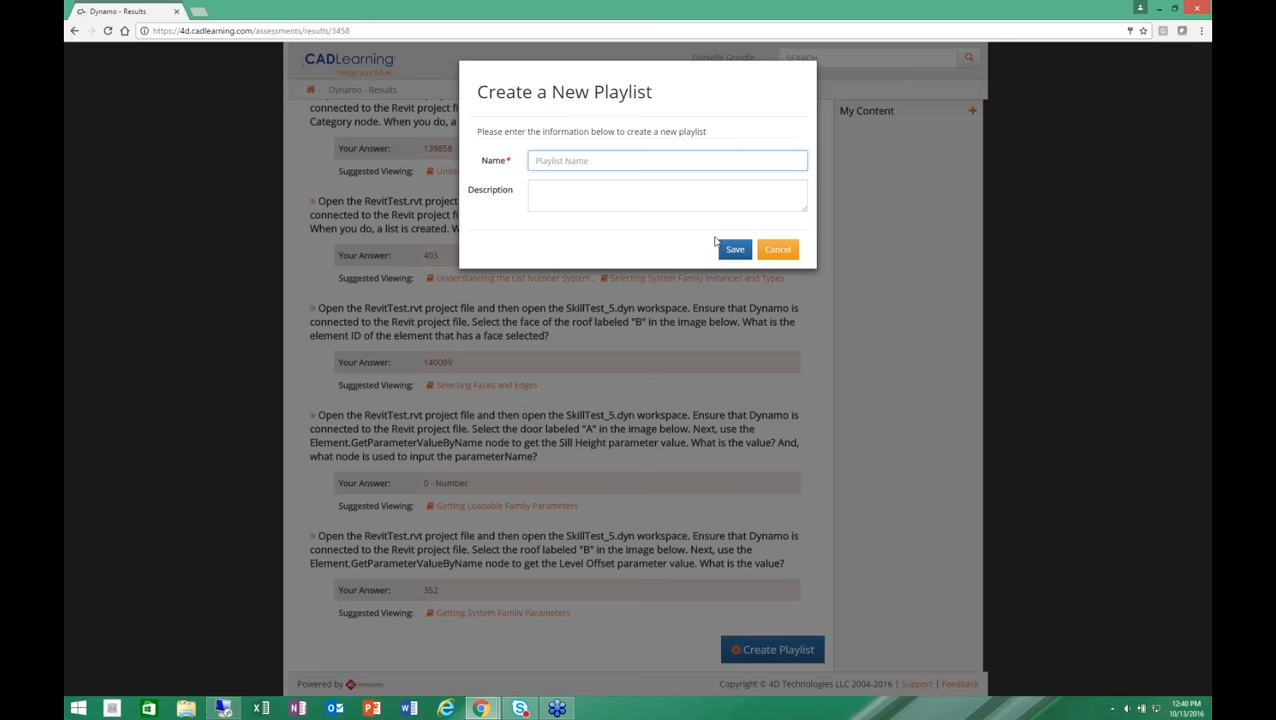 Dynamo - Results
https://4d.cadlearning.com/assessments/results/3458
CADLearning
design your future
Danielle Grindle
SEARCH
Dynamo - Results
My Content
Create a New Playlist
Please enter the information below to create a new playlist
Name*
Playlist Name
Description
Save
Cancel
connected to the Revit project f
Category node. When you do, a
Your Answer: 139858
Suggested Viewing: Unde
» Open the RevitTest.rvt project
connected to the Revit project f
When you do, a list is created. W
Your Answer: 403
Suggested Viewing: Understanding the List Number System , Selecting System Family Instances and Types
» Open the RevitTest.rvt project file and then open the SkillTest_5.dyn workspace. Ensure that Dynamo is
connected to the Revit project file. Select the face of the roof labeled "B" in the image below. What is the
element ID of the element that has a face selected?
Your Answer: 140089
Suggested Viewing: Selecting Faces and Edges
» Open the RevitTest.rvt project file and then open the SkillTest_5.dyn workspace. Ensure that Dynamo is
connected to the Revit project file. Select the door labeled "A" in the image below. Next, use the
Element.GetParameterValueByName node to get the Sill Height parameter value. What is the value? And,
what node is used to input the parameterName?
Your Answer: 0 - Number
Suggested Viewing: Getting Loadable Family Parameters
» Open the RevitTest.rvt project file and then open the SkillTest_5.dyn workspace. Ensure that Dynamo is
connected to the Revit project file. Select the roof labeled "B" in the image below. Next, use the
Element.GetParameterValueByName node to get the Level Offset parameter value. What is the value?
Your Answer: 352
Suggested Viewing: Getting System Family Parameters
Create Playlist
Powered by
Copyright © 4D Technologies LLC 2004-2016 | Support | Feedback
12:40 PM
10/13/2016